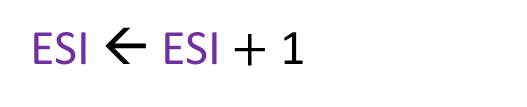 ESI ← ESI + 1